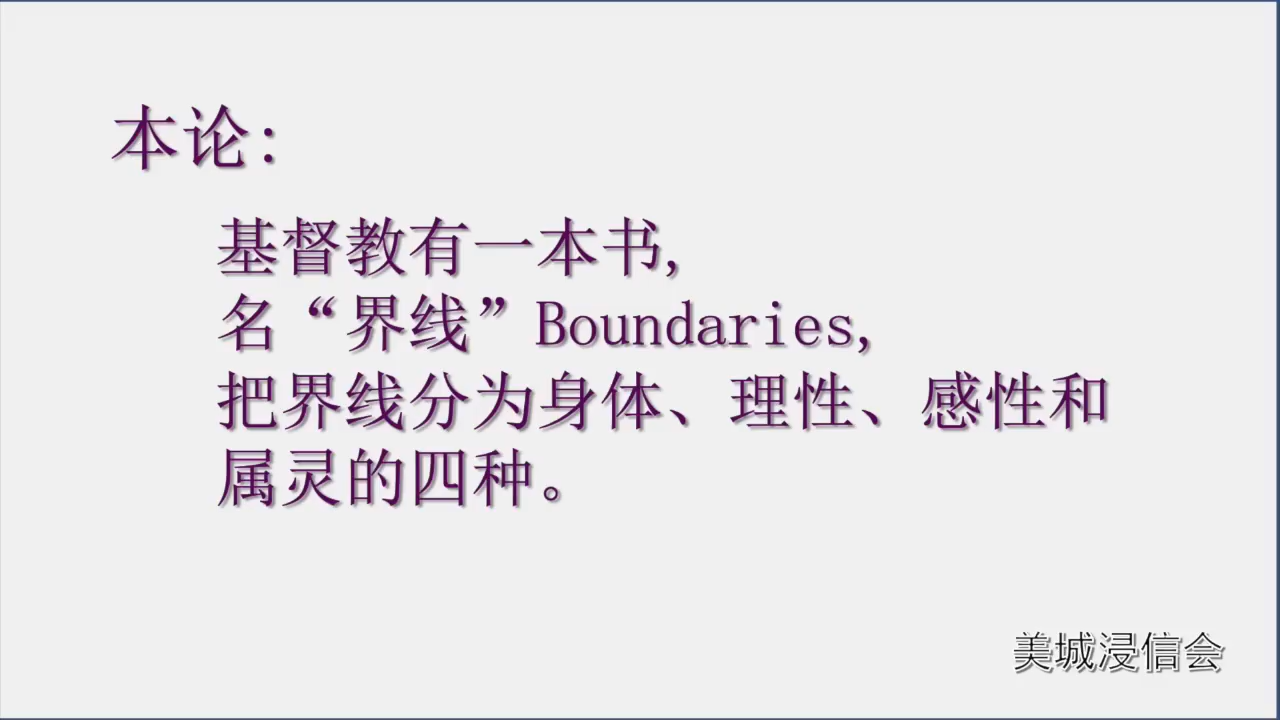 本论:
基督教有一本书,
名“界线”Boundaries,
把界线分为身体、理性、感性和
属灵的四种。
美城浸信会